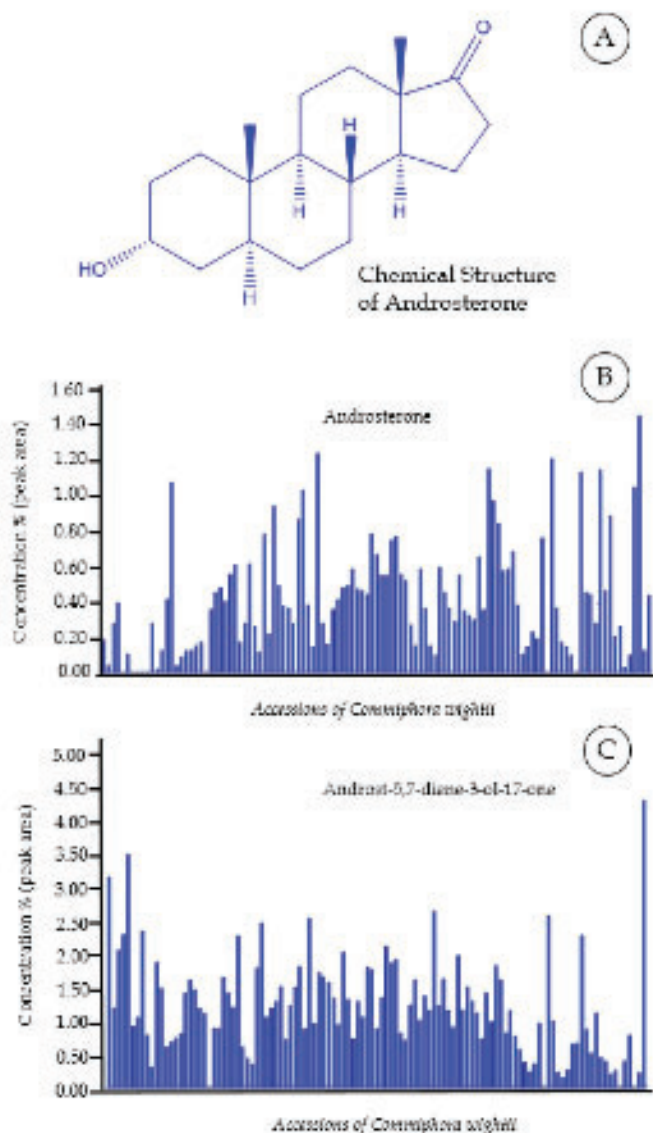 A
O
H
H
H
HO
H
Chemical Structure
of Androsterone
B
Androsterone
Concentration % (peak area)
1.60
1.40
1.20
1.00
0.80
0.60
0.40
0.20
0.00
Accessions of Commiphora wightii
C
Androst-5,7-diene-3-ol-17-one
Concentration % (peak area)
5.00
4.50
4.00
3.50
3.00
2.50
2.00
1.50
1.00
0.50
0.00
Accessions of Commiphora wightii